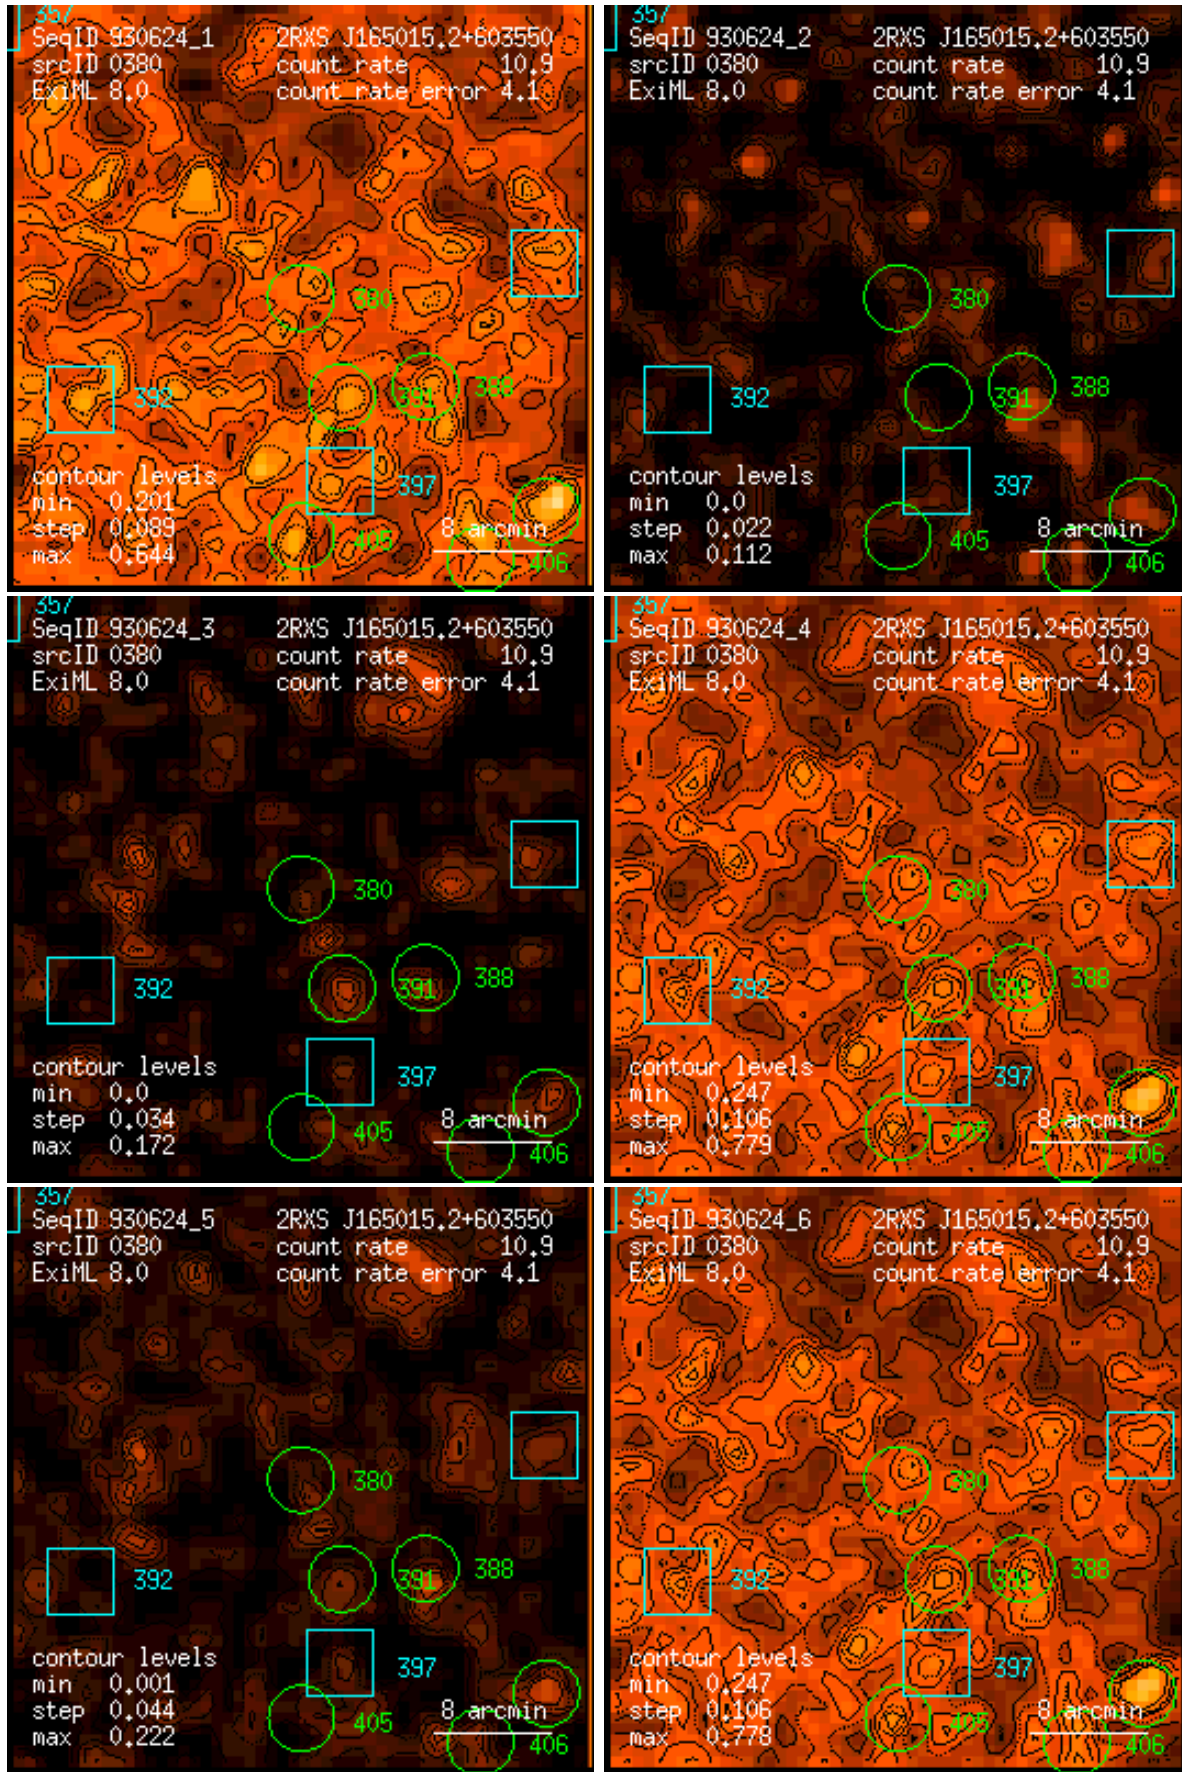 357
SeqID 930624_1 2RXS J165015.2+603550
srcID 0380 count rate 10.9
ExiML 8.0 count rate error 4.1
380
388
391
392
397
contour levels
min 0.201
step 0.089
max 0.644
405
8 arcmin
406
357
SeqID 930624_2 2RXS J165015.2+603550
srcID 0380 count rate 10.9
ExiML 8.0 count rate error 4.1
380
388
391
392
397
contour levels
min 0.0
step 0.022
max 0.112
405
8 arcmin
406
357
SeqID 930624_3 2RXS J165015.2+603550
srcID 0380 count rate 10.9
ExiML 8.0 count rate error 4.1
380
388
391
392
397
contour levels
min 0.0
step 0.034
max 0.172
405
8 arcmin
406
357
SeqID 930624_4 2RXS J165015.2+603550
srcID 0380 count rate 10.9
ExiML 8.0 count rate error 4.1
380
388
391
392
397
contour levels
min 0.247
step 0.106
max 0.779
405
8 arcmin
406
357
SeqID 930624_5 2RXS J165015.2+603550
srcID 0380 count rate 10.9
ExiML 8.0 count rate error 4.1
380
388
391
392
397
contour levels
min 0.001
step 0.044
max 0.222
405
8 arcmin
406
357
SeqID 930624_6 2RXS J165015.2+603550
srcID 0380 count rate 10.9
ExiML 8.0 count rate error 4.1
380
388
391
392
397
contour levels
min 0.247
step 0.106
max 0.778
405
8 arcmin
406